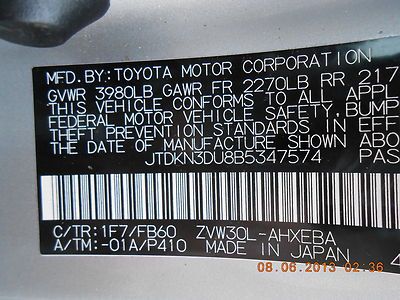 MFD. BY: TOYOTA MOTOR CORPORATION
GVWR 3980LB GAWR FR 2270LB RR 217
THIS VEHICLE CONFORMS TO ALL APPL
FEDERAL MOTOR VEHICLE SAFETY, BUMP
THEFT PREVENTION STANDARDS IN EFFE
THE DATE OF MANUFACTURE SHOWN ABO
JTDKN3DU8B5347574 PAS
C/TR: 1F7/FB60 ZVW30L-AHXEBA
A/TM: -01A/P410 MADE IN JAPAN 4
08.06.2013 02:36